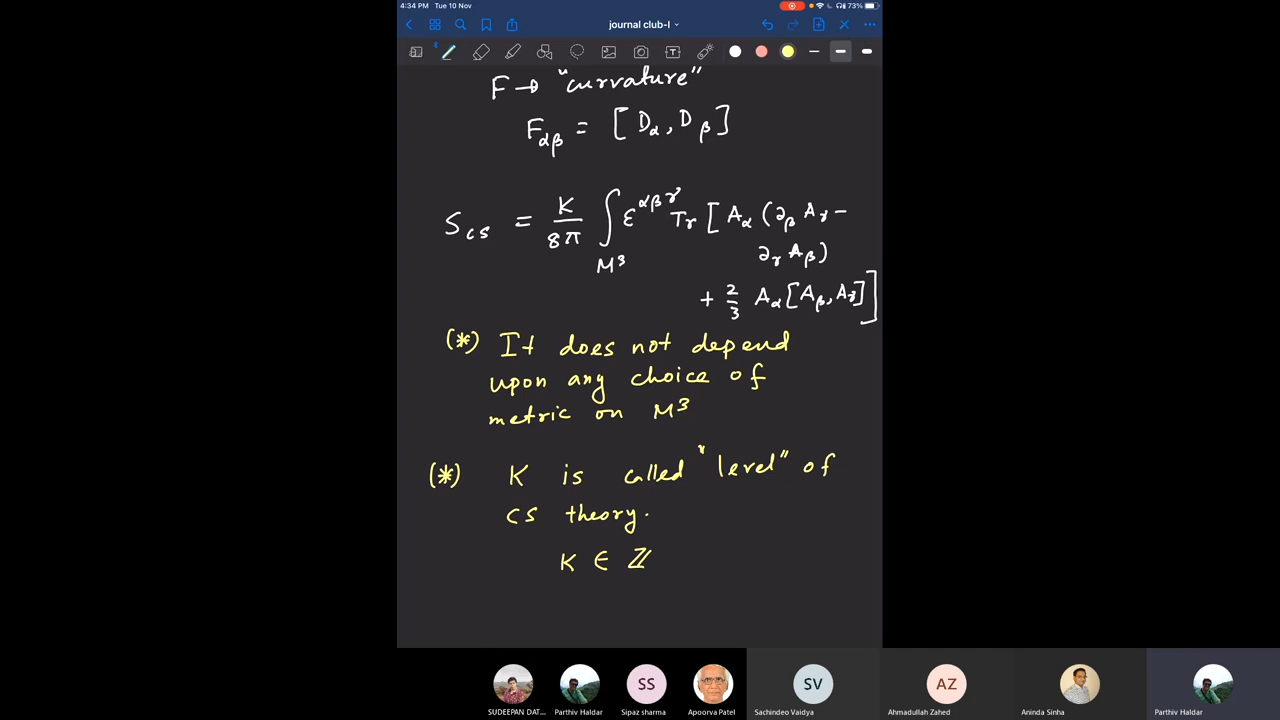 4:34 PM Tue 10 Nov
73%
journal club-I
F → "curvature"
F_{αβ} = [D_α, D_β]
S_{CS} = K/8π ∫_{M³} ε^{αβγ} Tr [A_α (∂_β A_γ −
∂_γ A_β)
+ 2/3 A_α [A_β, A_γ]]
(*) It does not depend
upon any choice of
metric on M³
(*) K is called "level" of
CS theory.
K ∈ ℤ
SS
SV
AZ
SUDEEPAN DAT...
Parthiv Haldar
Sipaz sharma
Apoorva Patel
Sachindeo Vaidya
Ahmadullah Zahed
Aninda Sinha
Parthiv Haldar